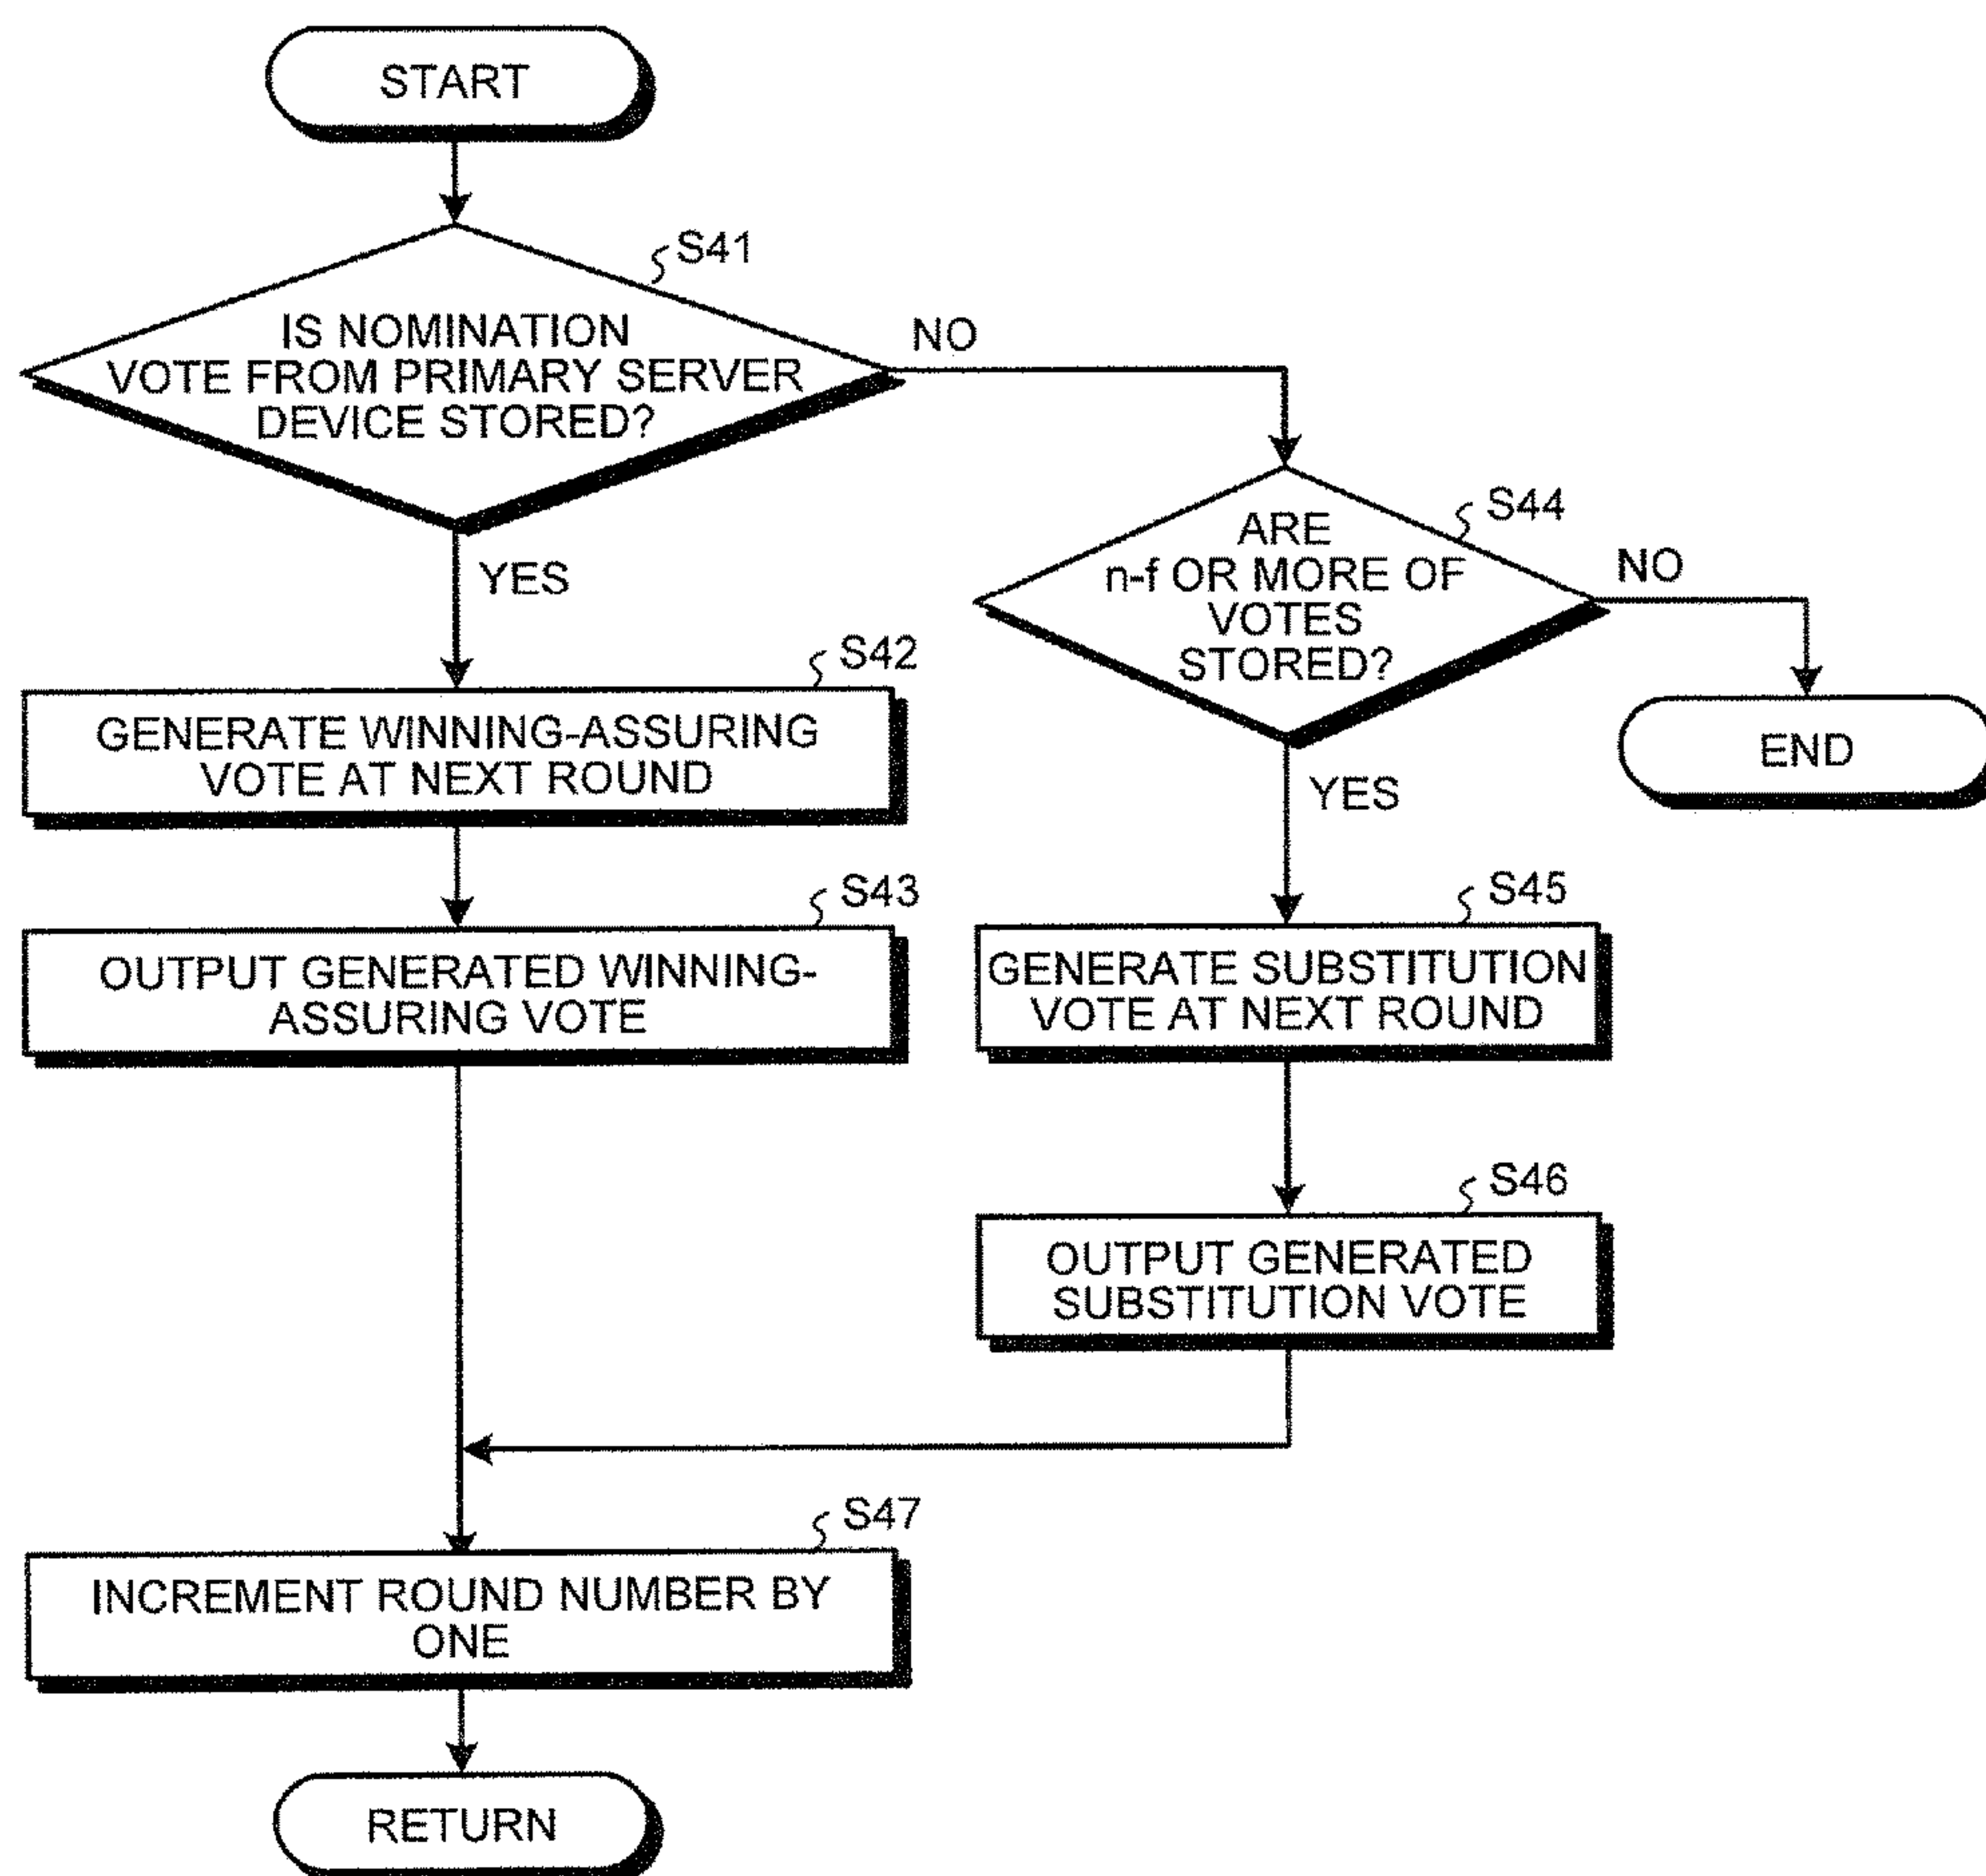 START
S41
IS NOMINATION
VOTE FROM PRIMARY SERVER
DEVICE STORED?
NO
YES
S44
ARE
n-f OR MORE OF
VOTES
STORED?
NO
YES
END
S42
GENERATE WINNING-ASSURING
VOTE AT NEXT ROUND
S43
OUTPUT GENERATED WINNING-
ASSURING VOTE
S45
GENERATE SUBSTITUTION
VOTE AT NEXT ROUND
S46
OUTPUT GENERATED
SUBSTITUTION VOTE
S47
INCREMENT ROUND NUMBER BY
ONE
RETURN